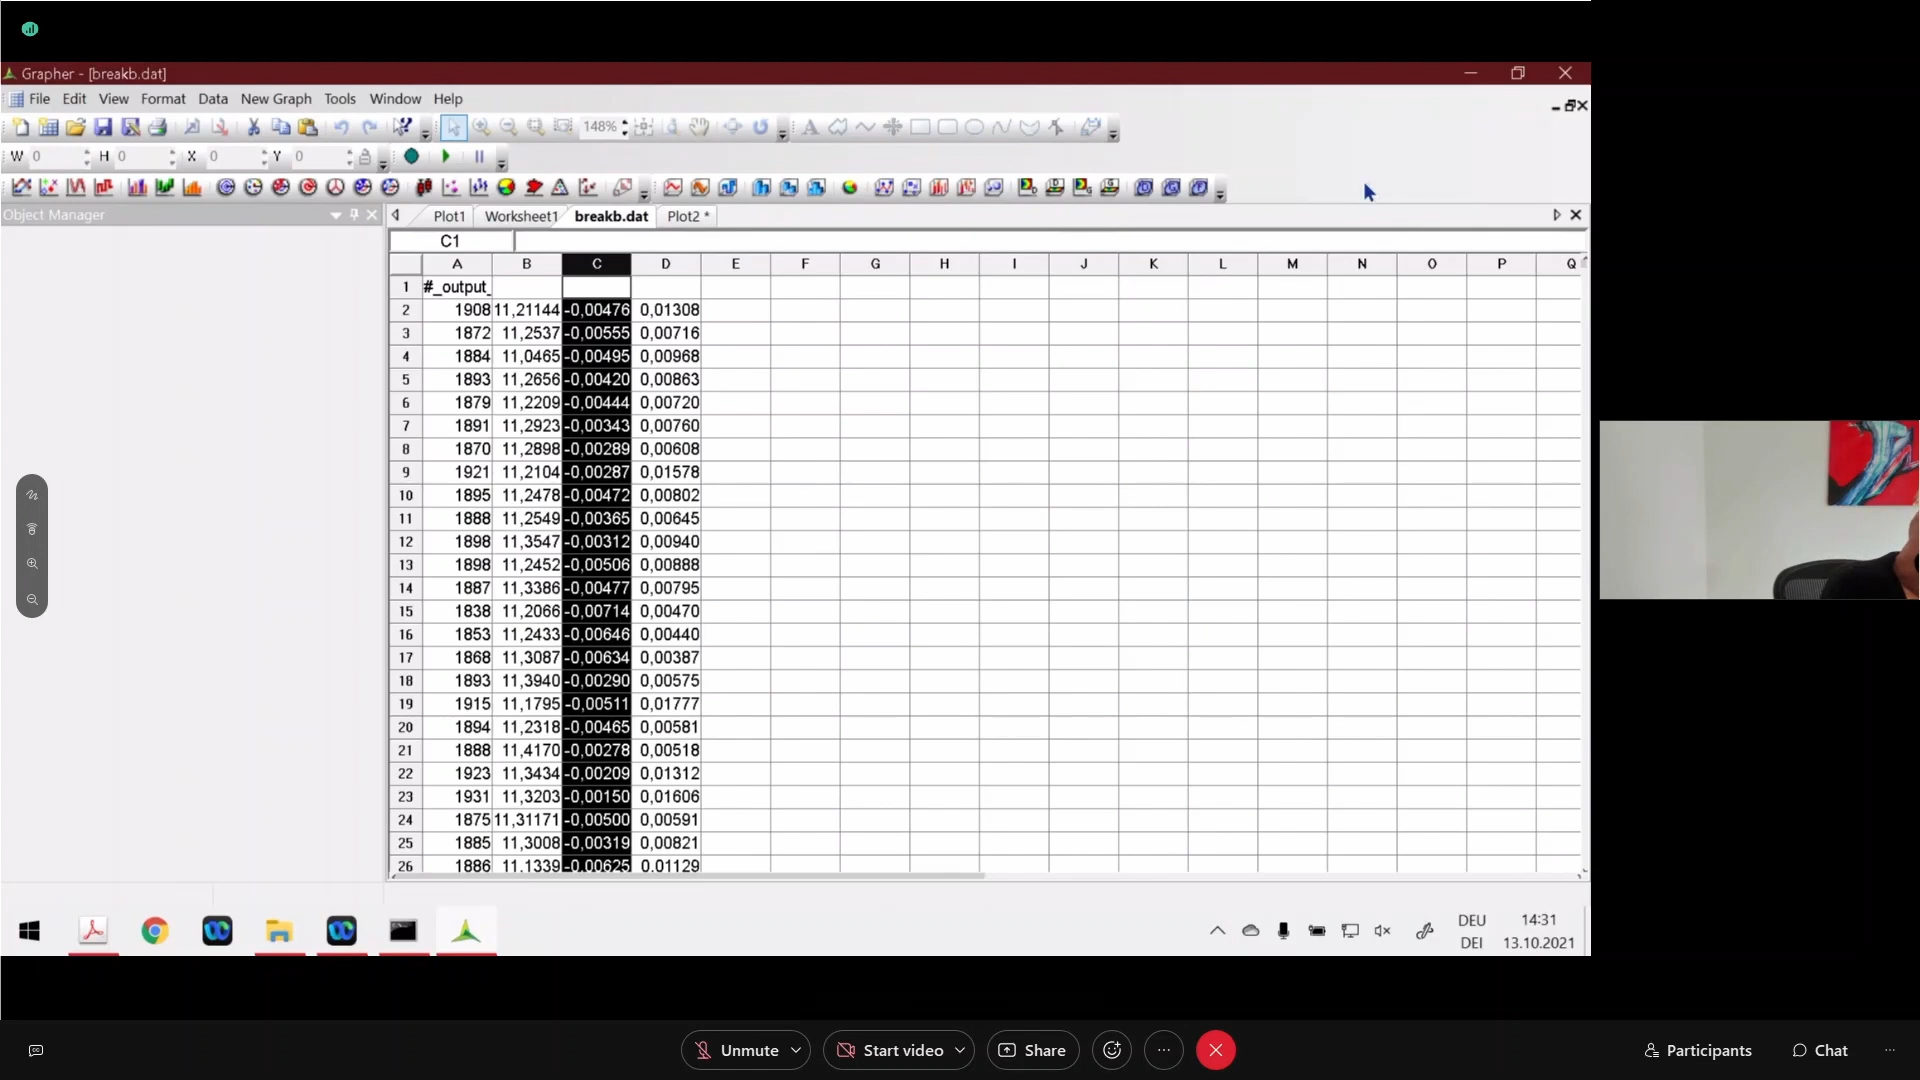 Grapher - [breakb.dat]
File Edit View Format Data New Graph Tools Window Help
148%
W 0 H 0 X 0 Y 0
Object Manager
Plot1 Worksheet1 breakb.dat Plot2 *
C1
A B C D E F G H I J K L M N O P Q
1 #_output_
2 1908 11,21144 -0,00476 0,01308
3 1872 11,2537 -0,00555 0,00716
4 1884 11,0465 -0,00495 0,00968
5 1893 11,2656 -0,00420 0,00863
6 1879 11,2209 -0,00444 0,00720
7 1891 11,2923 -0,00343 0,00760
8 1870 11,2898 -0,00289 0,00608
9 1921 11,2104 -0,00287 0,01578
10 1895 11,2478 -0,00472 0,00802
11 1888 11,2549 -0,00365 0,00645
12 1898 11,3547 -0,00312 0,00940
13 1898 11,2452 -0,00506 0,00888
14 1887 11,3386 -0,00477 0,00795
15 1838 11,2066 -0,00714 0,00470
16 1853 11,2433 -0,00646 0,00440
17 1868 11,3087 -0,00634 0,00387
18 1893 11,3940 -0,00290 0,00575
19 1915 11,1795 -0,00511 0,01777
20 1894 11,2318 -0,00465 0,00581
21 1888 11,4170 -0,00278 0,00518
22 1923 11,3434 -0,00209 0,01312
23 1931 11,3203 -0,00150 0,01606
24 1875 11,31171 -0,00500 0,00591
25 1885 11,3008 -0,00319 0,00821
26 1886 11,1339 -0,00625 0,01129
DEU 14:31
DEI 13.10.2021
Unmute Start video Share Participants Chat